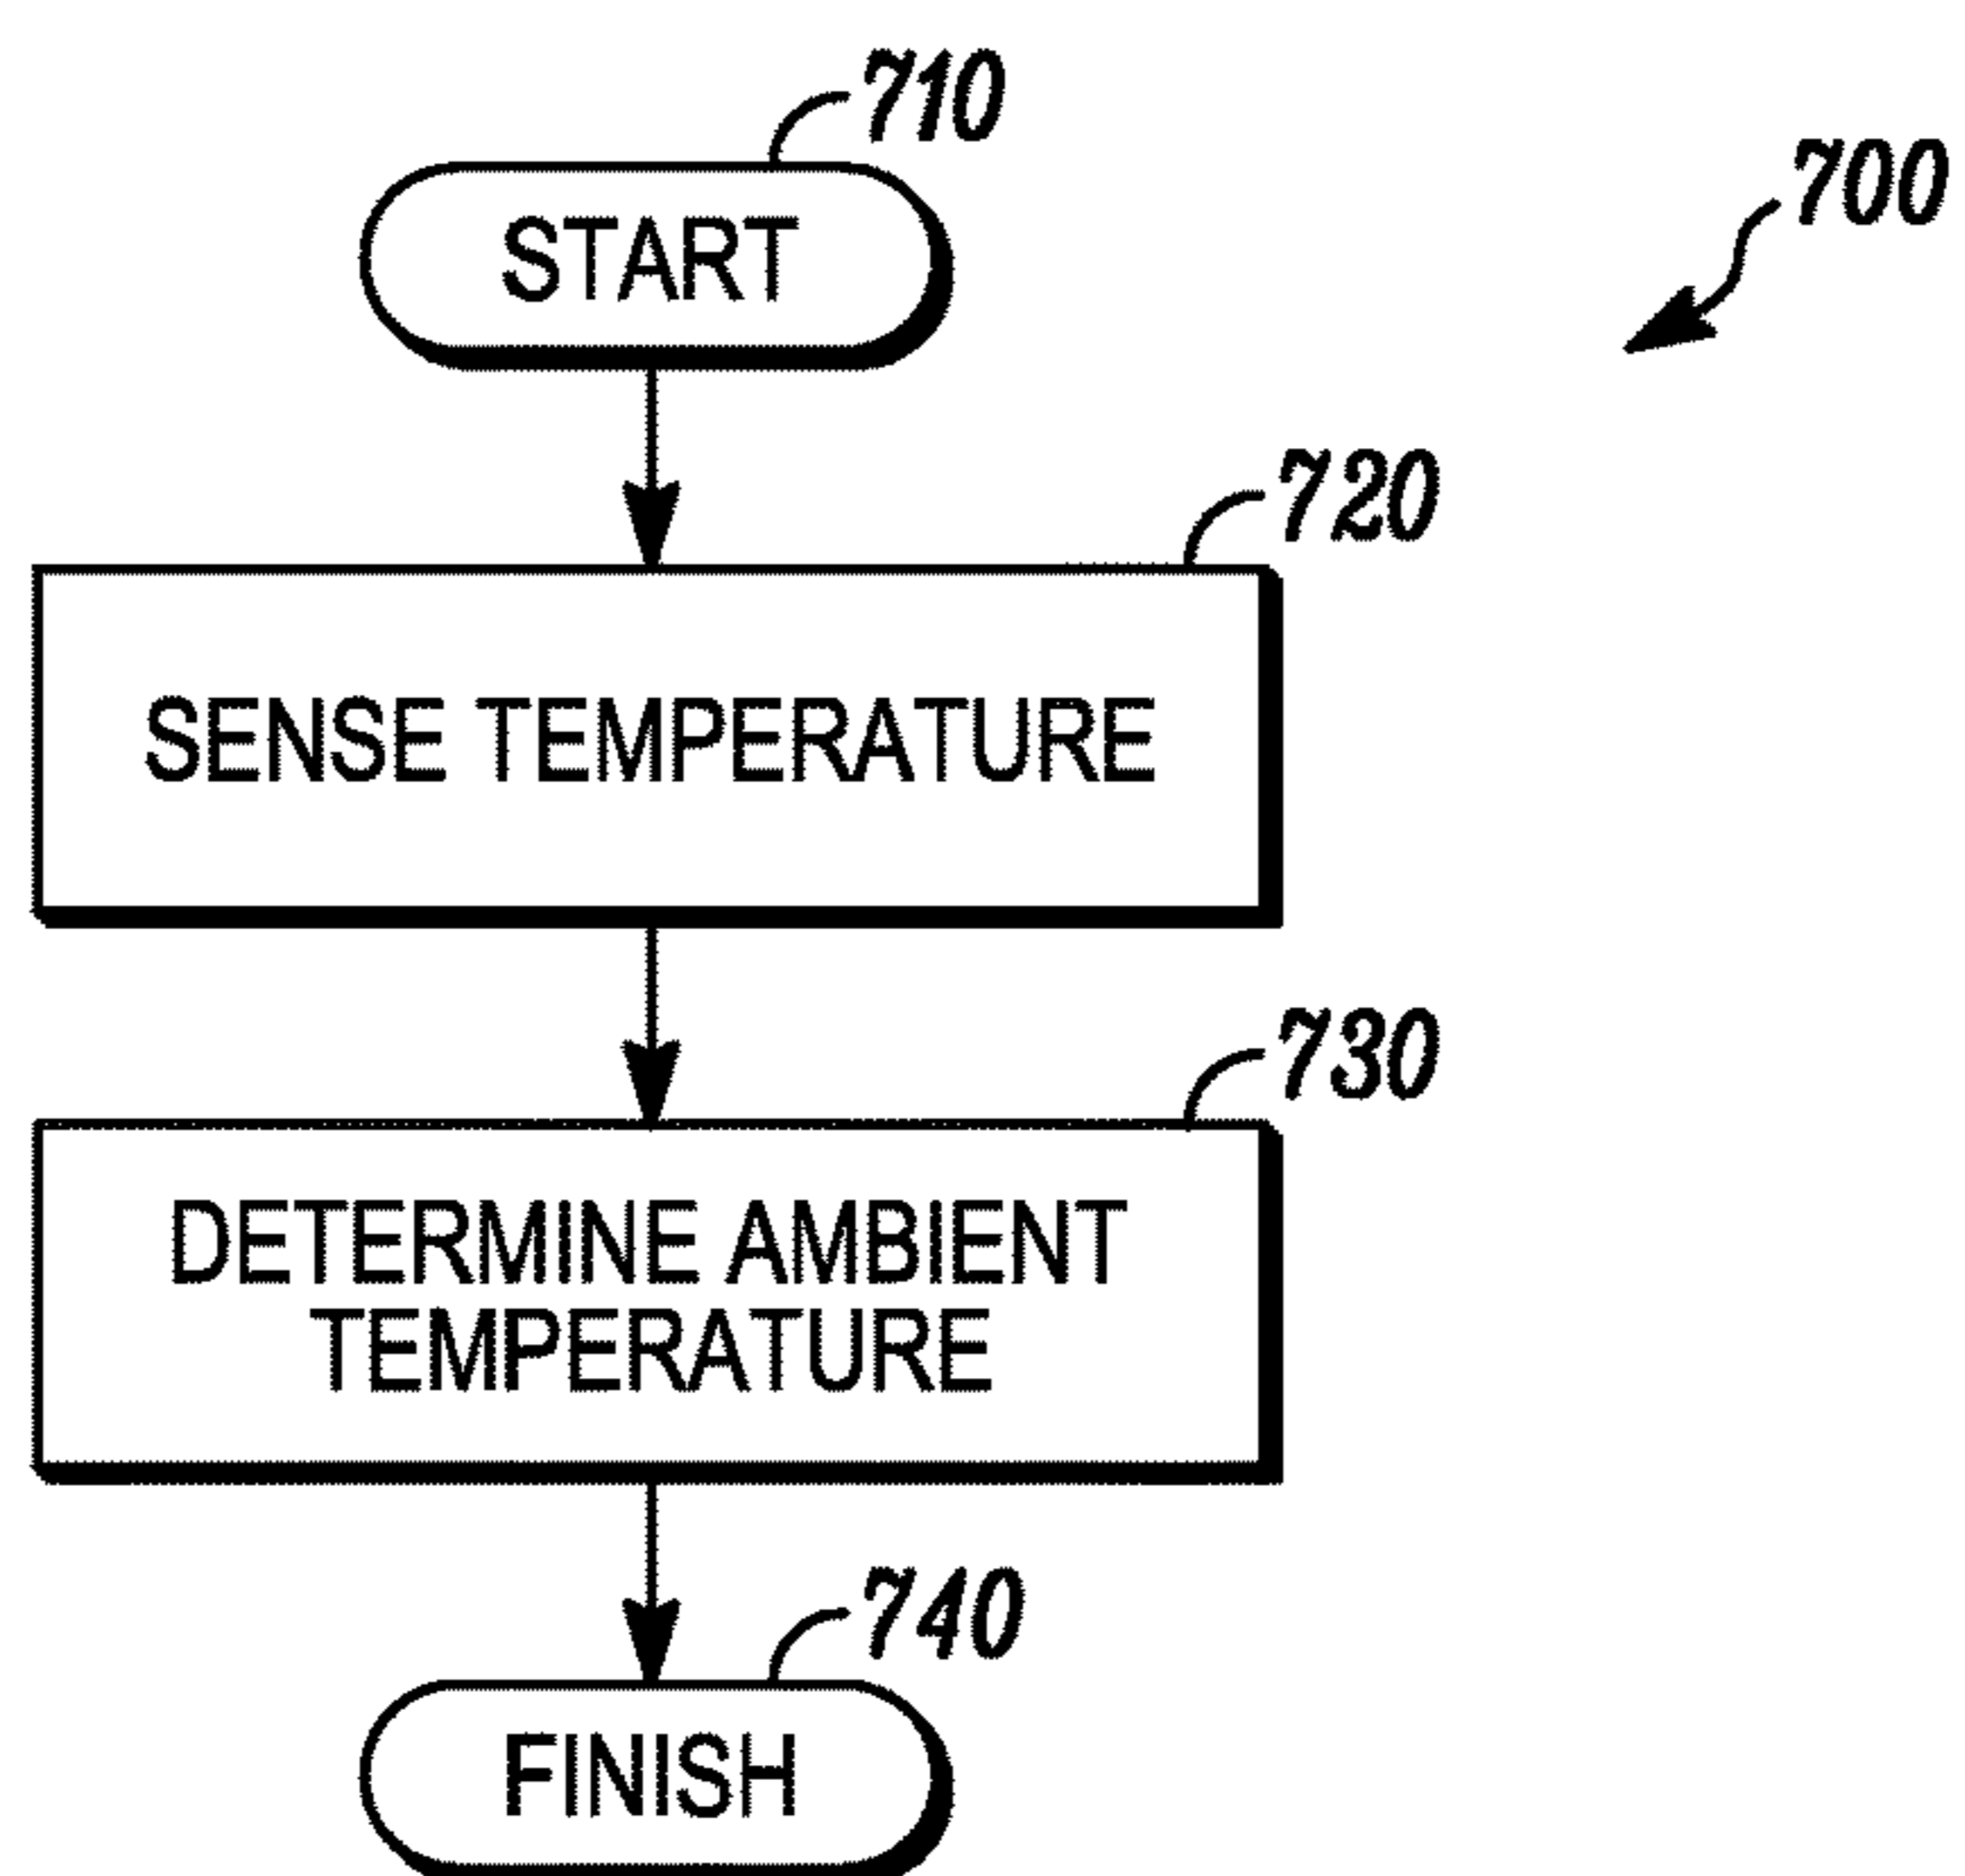 710
700
START
720
SENSE TEMPERATURE
730
DETERMINE AMBIENT
TEMPERATURE
740
FINISH